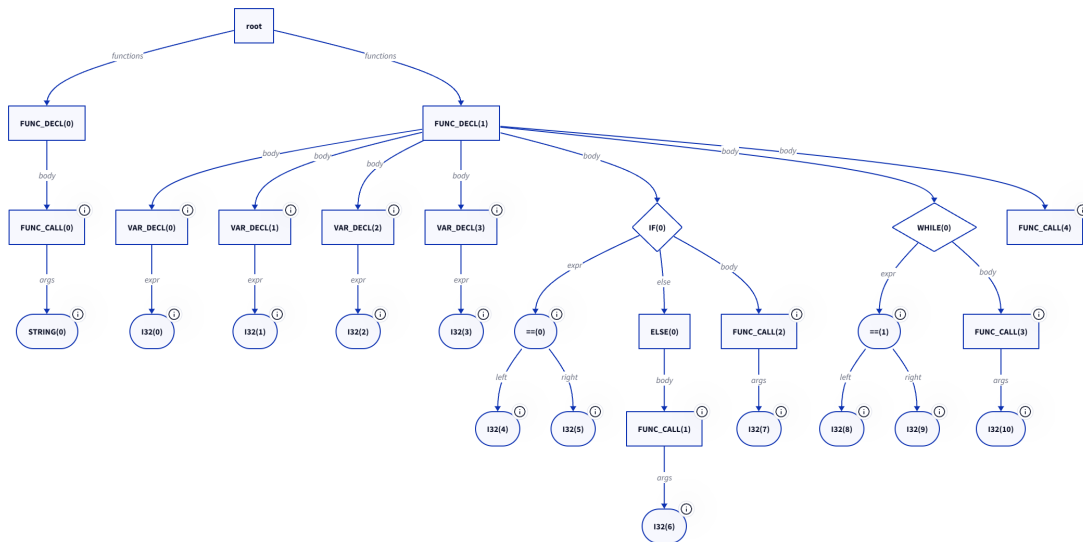 root
functions
functions
FUNC_DECL(0)
FUNC_DECL(1)
body
body
body
body
body
body
body
body
FUNC_CALL(0)
VAR_DECL(0)
VAR_DECL(1)
VAR_DECL(2)
VAR_DECL(3)
IF(0)
WHILE(0)
FUNC_CALL(4)
args
expr
expr
expr
expr
expr
else
body
expr
body
STRING(0)
I32(0)
I32(1)
I32(2)
I32(3)
==(0)
ELSE(0)
FUNC_CALL(2)
==(1)
FUNC_CALL(3)
left
right
body
args
left
right
args
I32(4)
I32(5)
FUNC_CALL(1)
I32(7)
I32(8)
I32(9)
I32(10)
args
I32(6)